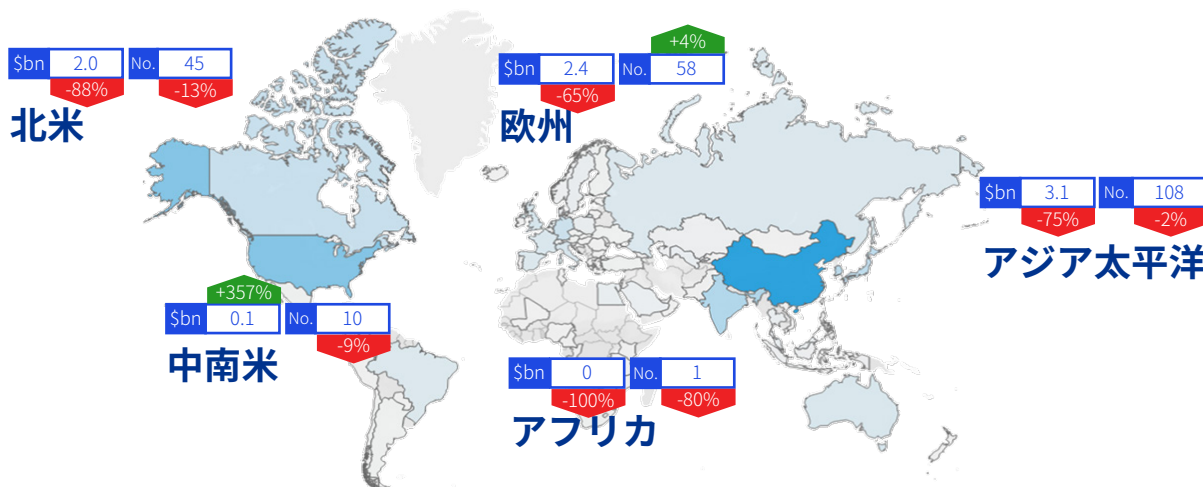 $bn 2.0 No. 45
-88% -13%
北米
+4%
$bn 2.4 No. 58
-65%
欧州
$bn 3.1 No. 108
-75% -2%
アジア太平洋
+357%
$bn 0.1 No. 10
-9%
中南米
$bn 0 No. 1
-100% -80%
アフリカ